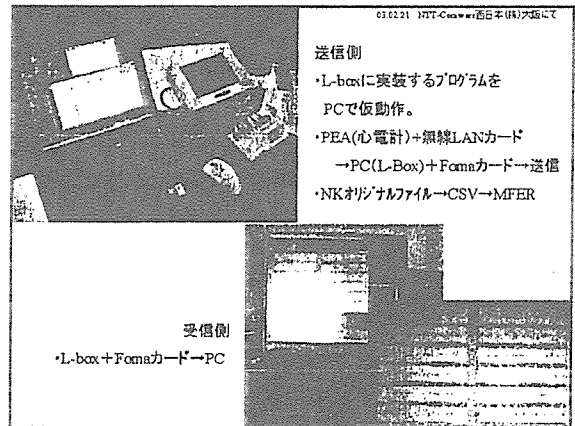 03.02.21 NTT-Comware西日本(株)大阪にて
送信側
・L-boxに実装するプログラムを
PCで仮動作。
・PEA(心電計)+無線LANカード
→PC(L-Box)+Fomaカード→送信
・NKオリジナルファイル→CSV→MFER
受信側
・L-box+Fomaカード→PC